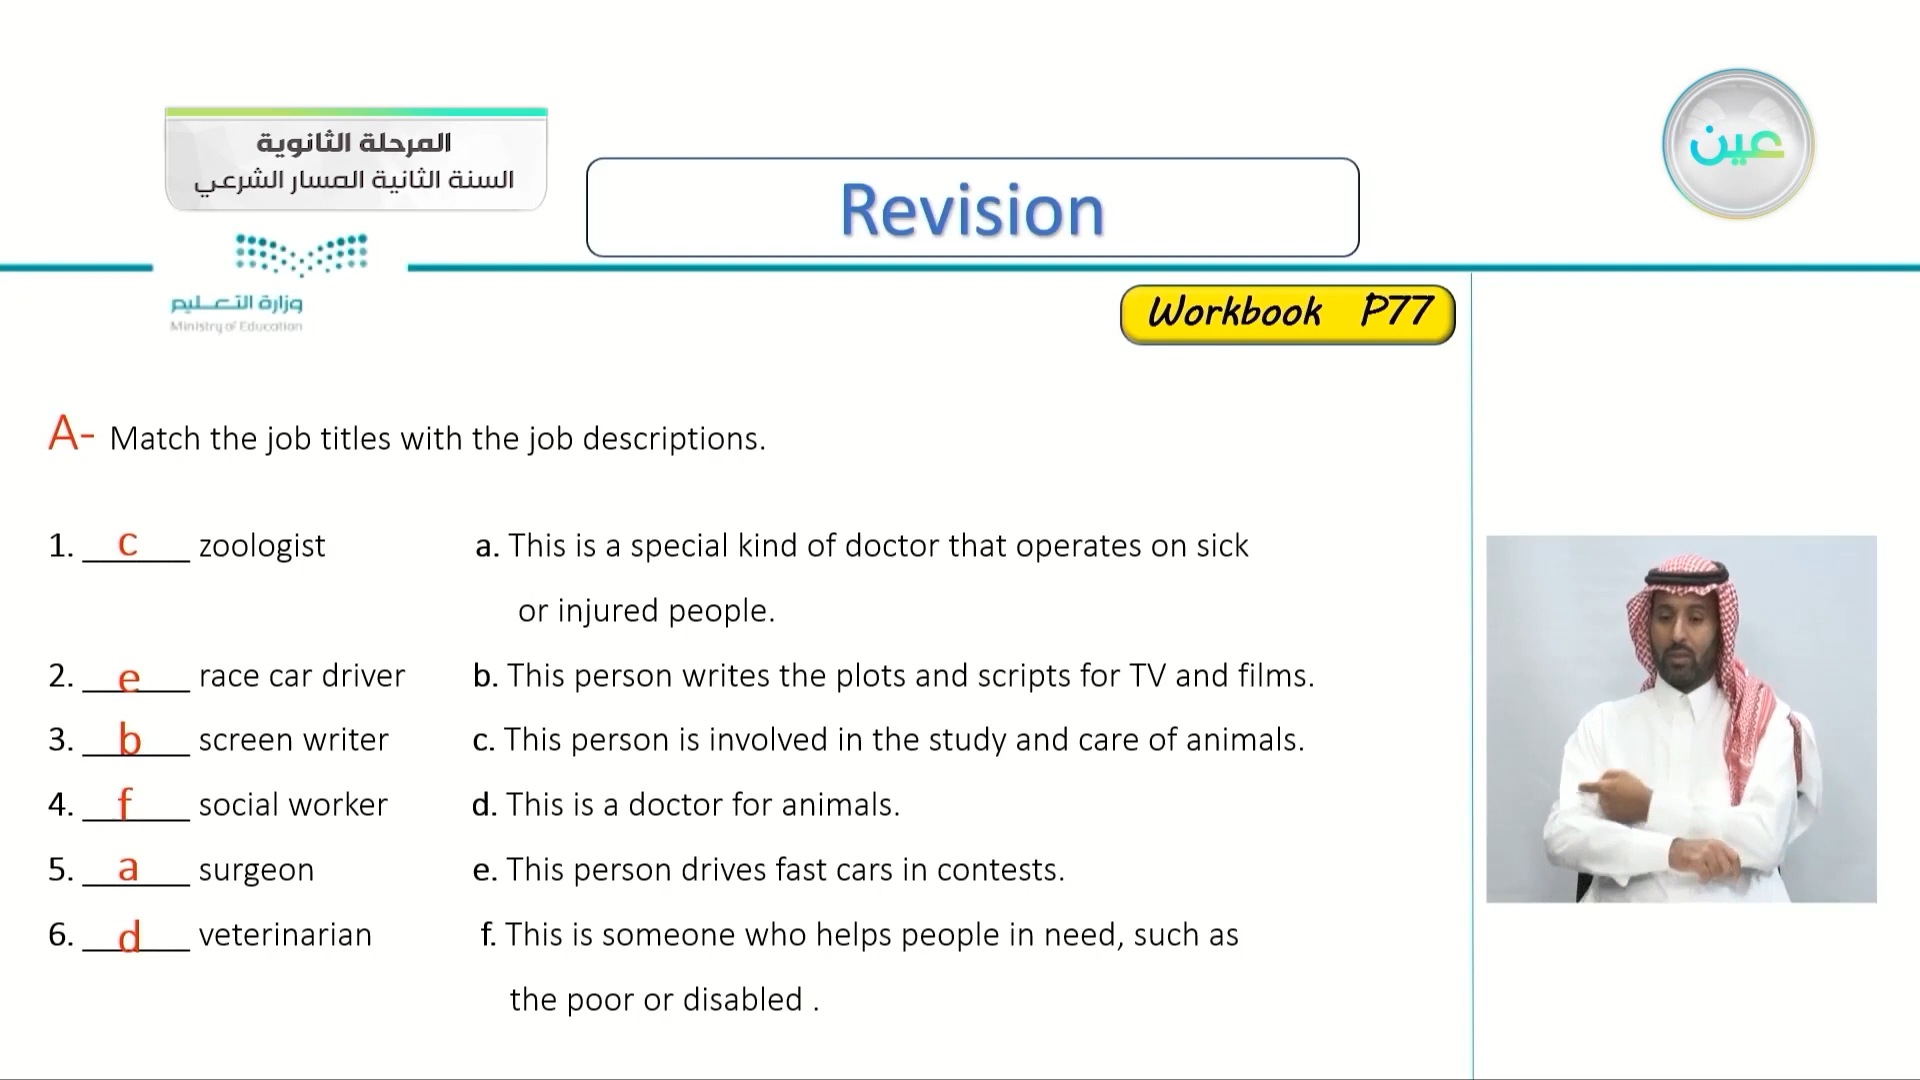 المرحلة الثانوية
السنة الثانية المسار الشرعي
عين
Revision
وزارة التعليم
Ministry of Education
Workbook P77
A- Match the job titles with the job descriptions.
1. c zoologist a. This is a special kind of doctor that operates on sick
or injured people.
2. e race car driver b. This person writes the plots and scripts for TV and films.
3. b screen writer c. This person is involved in the study and care of animals.
4. f social worker d. This is a doctor for animals.
5. a surgeon e. This person drives fast cars in contests.
6. d veterinarian f. This is someone who helps people in need, such as
the poor or disabled .